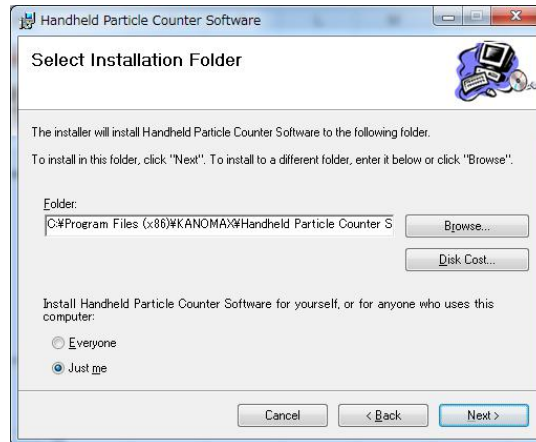 Handheld Particle Counter Software
Select Installation Folder
The installer will install Handheld Particle Counter Software to the following folder.
To install in this folder, click "Next". To install to a different folder, enter it below or click "Browse".
Folder:
C:¥Program Files (x86)¥KANOMAX¥Handheld Particle Counter S
Browse...
Disk Cost...
Install Handheld Particle Counter Software for yourself, or for anyone who uses this
computer:
Everyone
Just me
Cancel
< Back
Next >